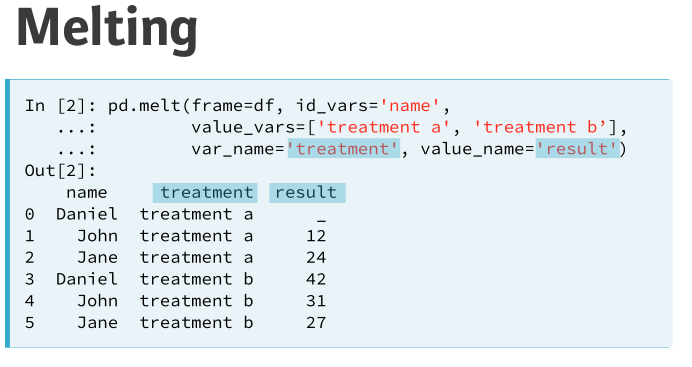 Melting
In [2]: pd.melt(frame=df, id_vars='name',
   ...:         value_vars=['treatment a', 'treatment b’],
   ...:         var_name='treatment', value_name='result')
Out[2]:
    name     treatment  result
0  Daniel  treatment a      _
1    John  treatment a     12
2    Jane  treatment a     24
3  Daniel  treatment b     42
4    John  treatment b     31
5    Jane  treatment b     27